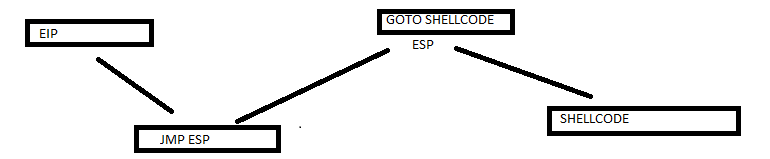 EIP
GOTO SHELLCODE
ESP
JMP ESP
SHELLCODE